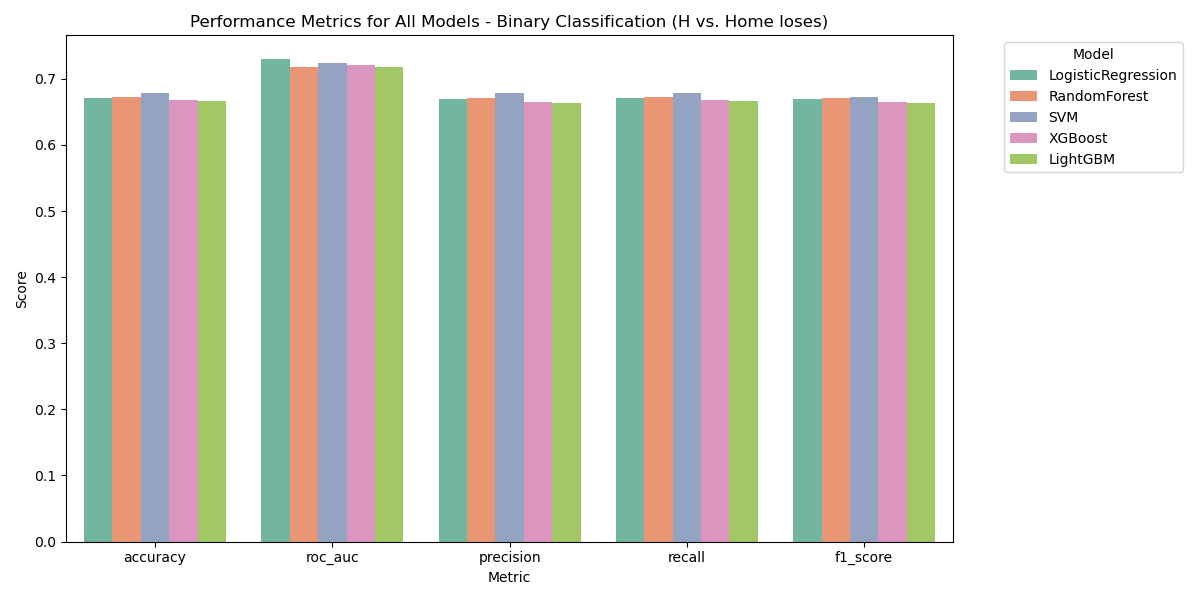 Performance Metrics for All Models - Binary Classification (H vs. Home loses)
Model
LogisticRegression
RandomForest
SVM
XGBoost
LightGBM
Score
0.7
0.6
0.5
0.4
0.3
0.2
0.1
0.0
accuracy
roc_auc
precision
recall
f1_score
Metric